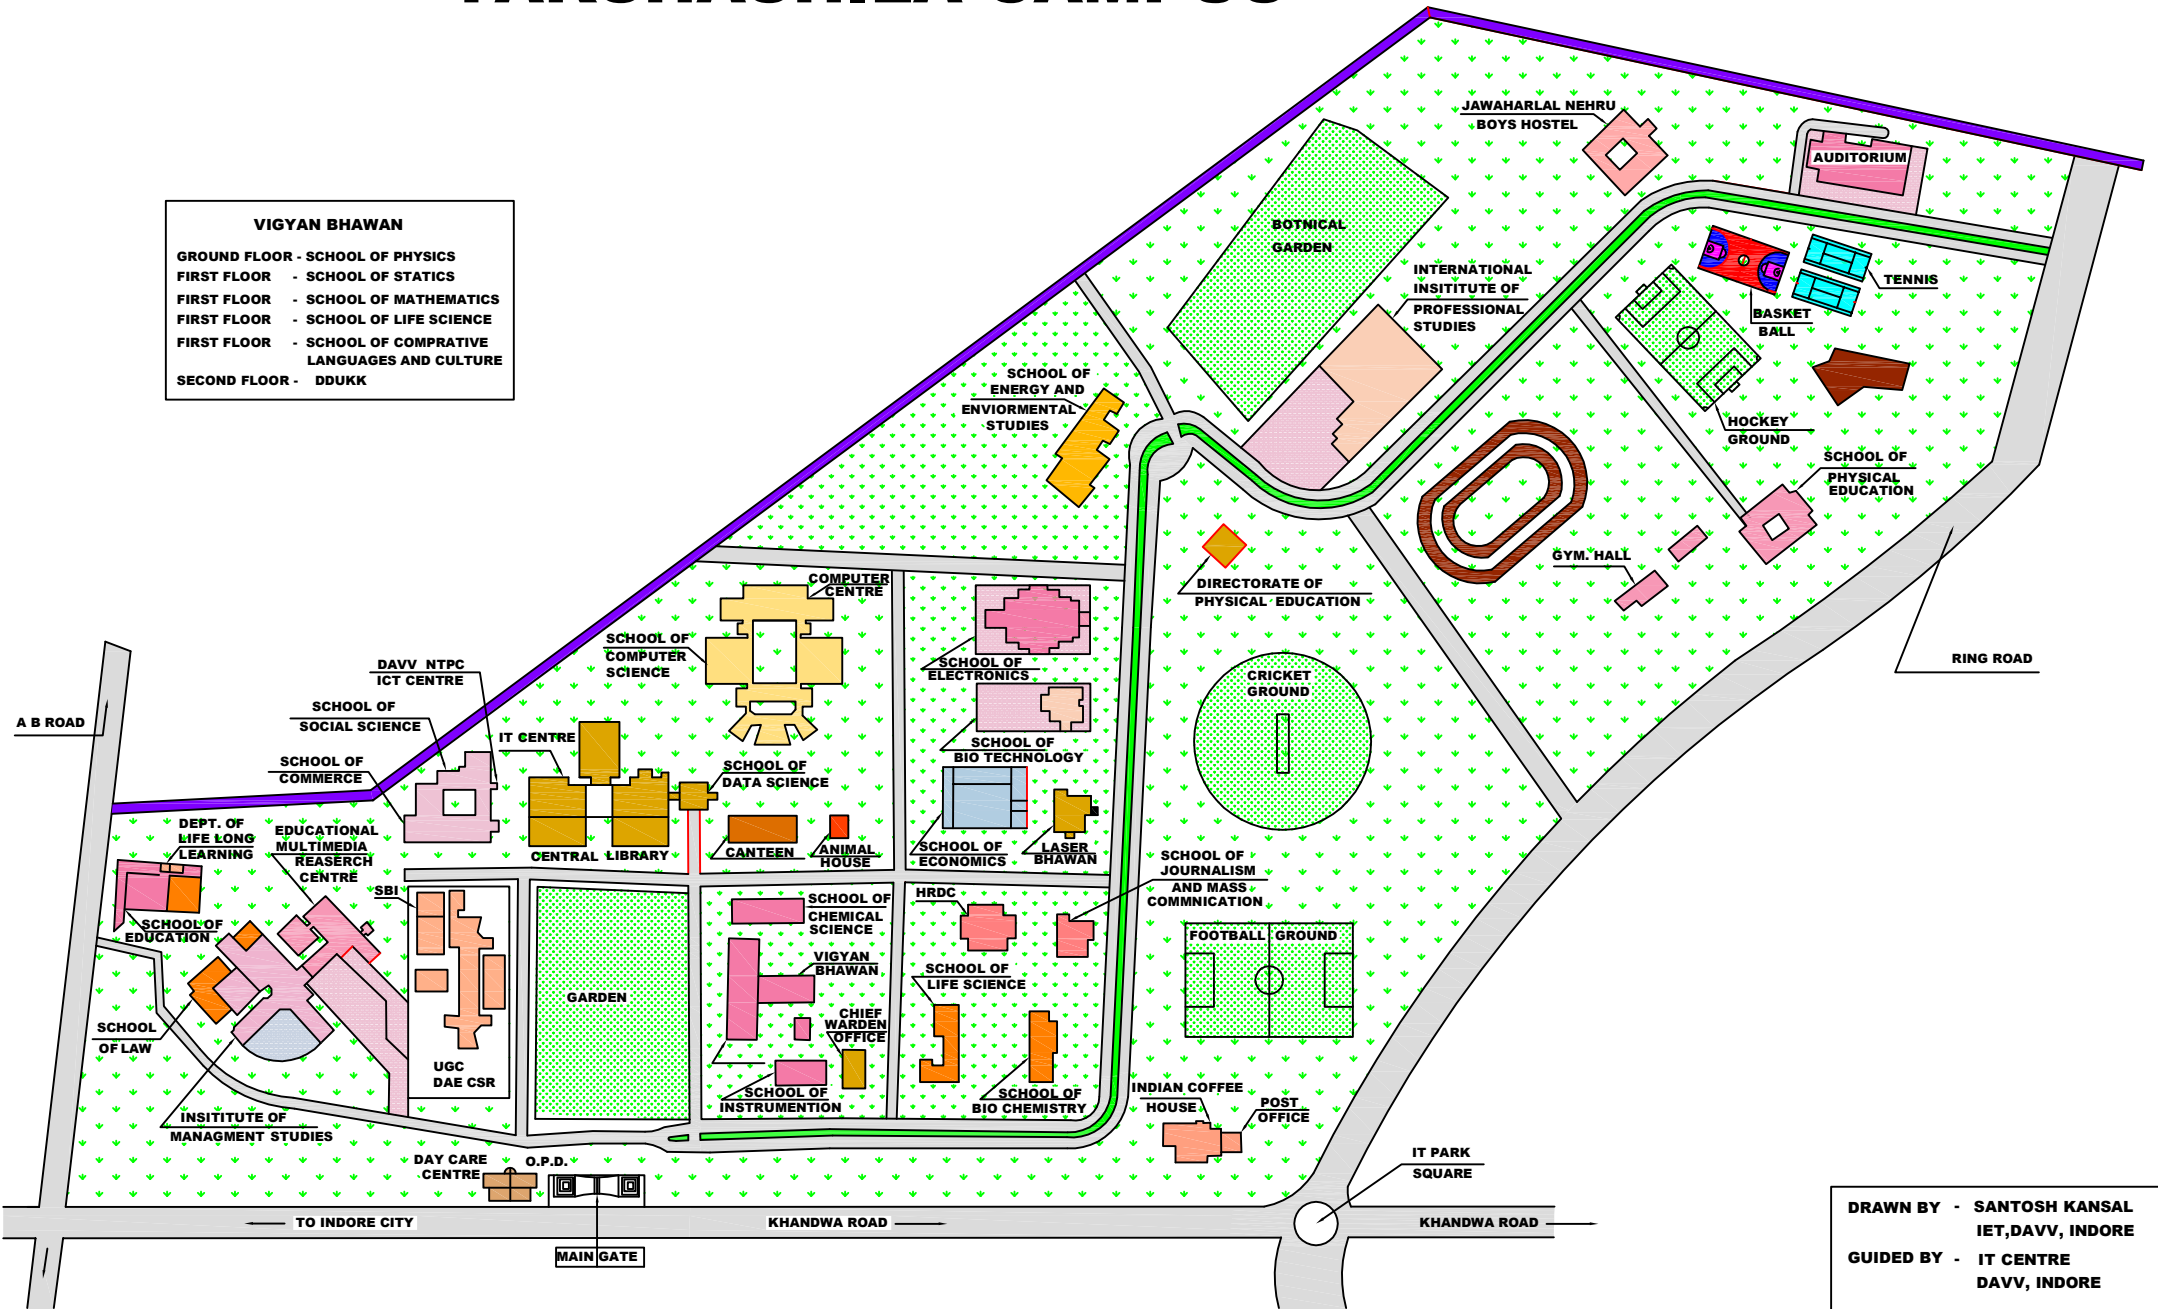 TAKSHASHILA CAMPUS
VIGYAN BHAWAN
GROUND FLOOR - SCHOOL OF PHYSICS
FIRST FLOOR - SCHOOL OF STATICS
FIRST FLOOR - SCHOOL OF MATHEMATICS
FIRST FLOOR - SCHOOL OF LIFE SCIENCE
FIRST FLOOR - SCHOOL OF COMPRATIVE
LANGUAGES AND CULTURE
SECOND FLOOR - DDUKK
JAWAHARLAL NEHRU
BOYS HOSTEL
AUDITORIUM
BOTNICAL
GARDEN
INTERNATIONAL
INSITITUTE OF
PROFESSIONAL
STUDIES
TENNIS
BASKET
BALL
HOCKEY
GROUND
SCHOOL OF
PHYSICAL
EDUCATION
GYM. HALL
RING ROAD
SCHOOL OF
ENERGY AND
ENVIORMENTAL
STUDIES
DIRECTORATE OF
PHYSICAL EDUCATION
COMPUTER
CENTRE
SCHOOL OF
COMPUTER
SCIENCE
SCHOOL OF
ELECTRONICS
CRICKET
GROUND
DAVV NTPC
ICT CENTRE
SCHOOL OF
SOCIAL SCIENCE
A B ROAD
IT CENTRE
SCHOOL OF
BIO TECHNOLOGY
SCHOOL OF
COMMERCE
SCHOOL OF
DATA SCIENCE
DEPT. OF
LIFE LONG
LEARNING
EDUCATIONAL
MULTIMEDIA
REASERCH
CENTRE
CENTRAL LIBRARY
CANTEEN
ANIMAL
HOUSE
SCHOOL OF
ECONOMICS
LASER
BHAWAN
SCHOOL OF
JOURNALISM
AND MASS
COMMNICATION
SBI
HRDC
SCHOOL OF
CHEMICAL
SCIENCE
SCHOOL OF
EDUCATION
FOOTBALL GROUND
VIGYAN
BHAWAN
SCHOOL OF
LIFE SCIENCE
GARDEN
CHIEF
WARDEN
OFFICE
SCHOOL
OF LAW
UGC
DAE CSR
SCHOOL OF
INSTRUMENTION
SCHOOL OF
BIO CHEMISTRY
INDIAN COFFEE
HOUSE
POST
OFFICE
INSITITUTE OF
MANAGMENT STUDIES
DAY CARE
CENTRE
O.P.D.
IT PARK
SQUARE
TO INDORE CITY
KHANDWA ROAD
KHANDWA ROAD
MAIN GATE
DRAWN BY - SANTOSH KANSAL
IET,DAVV, INDORE
GUIDED BY - IT CENTRE
DAVV, INDORE